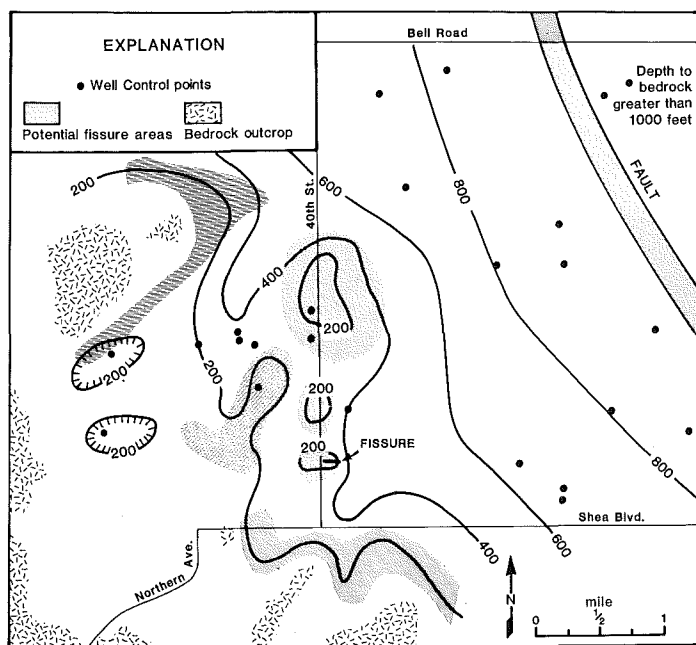 EXPLANATION
Well Control points
Potential fissure areas
Bedrock outcrop
Bell Road
Depth to
bedrock
greater than
1000 feet
FAULT
40th St.
200
600
800
400
200
200
200
200
200
200
FISSURE
800
600
400
Shea Blvd.
Northern
Ave.
N
mile
0
1/2
1